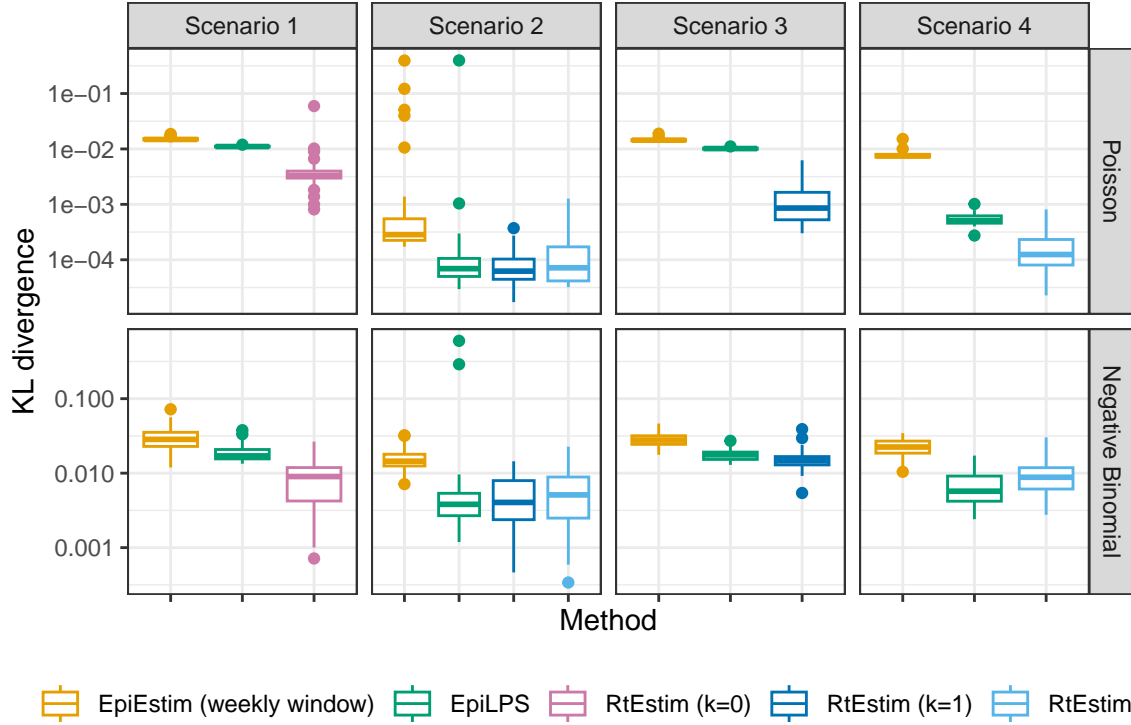 Scenario 1
Scenario 2
Scenario 3
Scenario 4
KL divergence
1e−01
1e−02
1e−03
1e−04
Poisson
0.100
0.010
0.001
Negative Binomial
Method
EpiEstim (weekly window)
EpiLPS
RtEstim (k=0)
RtEstim (k=1)
RtEstim